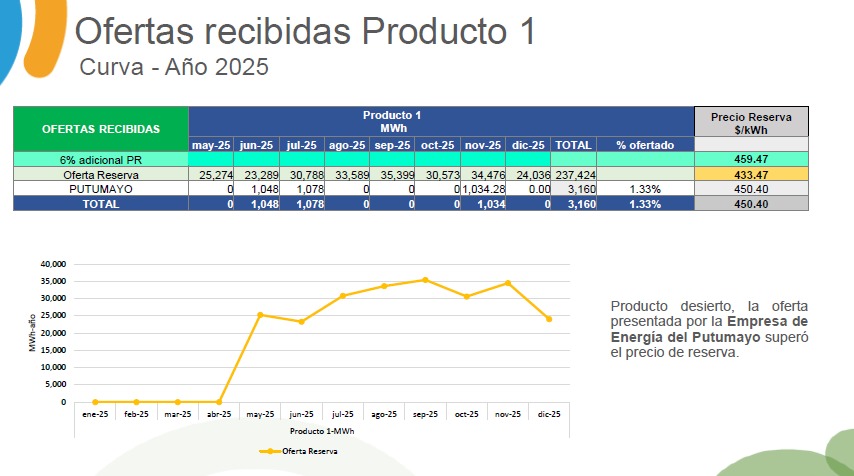 Ofertas recibidas Producto 1
Curva - Año 2025
OFERTAS RECIBIDAS Producto 1 MWh Precio Reserva $/kWh
may-25 jun-25 jul-25 ago-25 sep-25 oct-25 nov-25 dic-25 TOTAL % ofertado
6% adicional PR 459.47
Oferta Reserva 25,274 23,289 30,788 33,589 35,399 30,573 34,476 24,036 237,424 433.47
PUTUMAYO 0 1,048 1,078 0 0 0 1,034.28 0.00 3,160 1.33% 450.40
TOTAL 0 1,048 1,078 0 0 0 1,034 0 3,160 1.33% 450.40
40,000
35,000
30,000
25,000
20,000
15,000
10,000
5,000
0
MWh-año
ene-25 feb-25 mar-25 abr-25 may-25 jun-25 jul-25 ago-25 sep-25 oct-25 nov-25 dic-25
Producto 1-MWh
Oferta Reserva
Producto desierto, la oferta
presentada por la Empresa de
Energía del Putumayo superó
el precio de reserva.